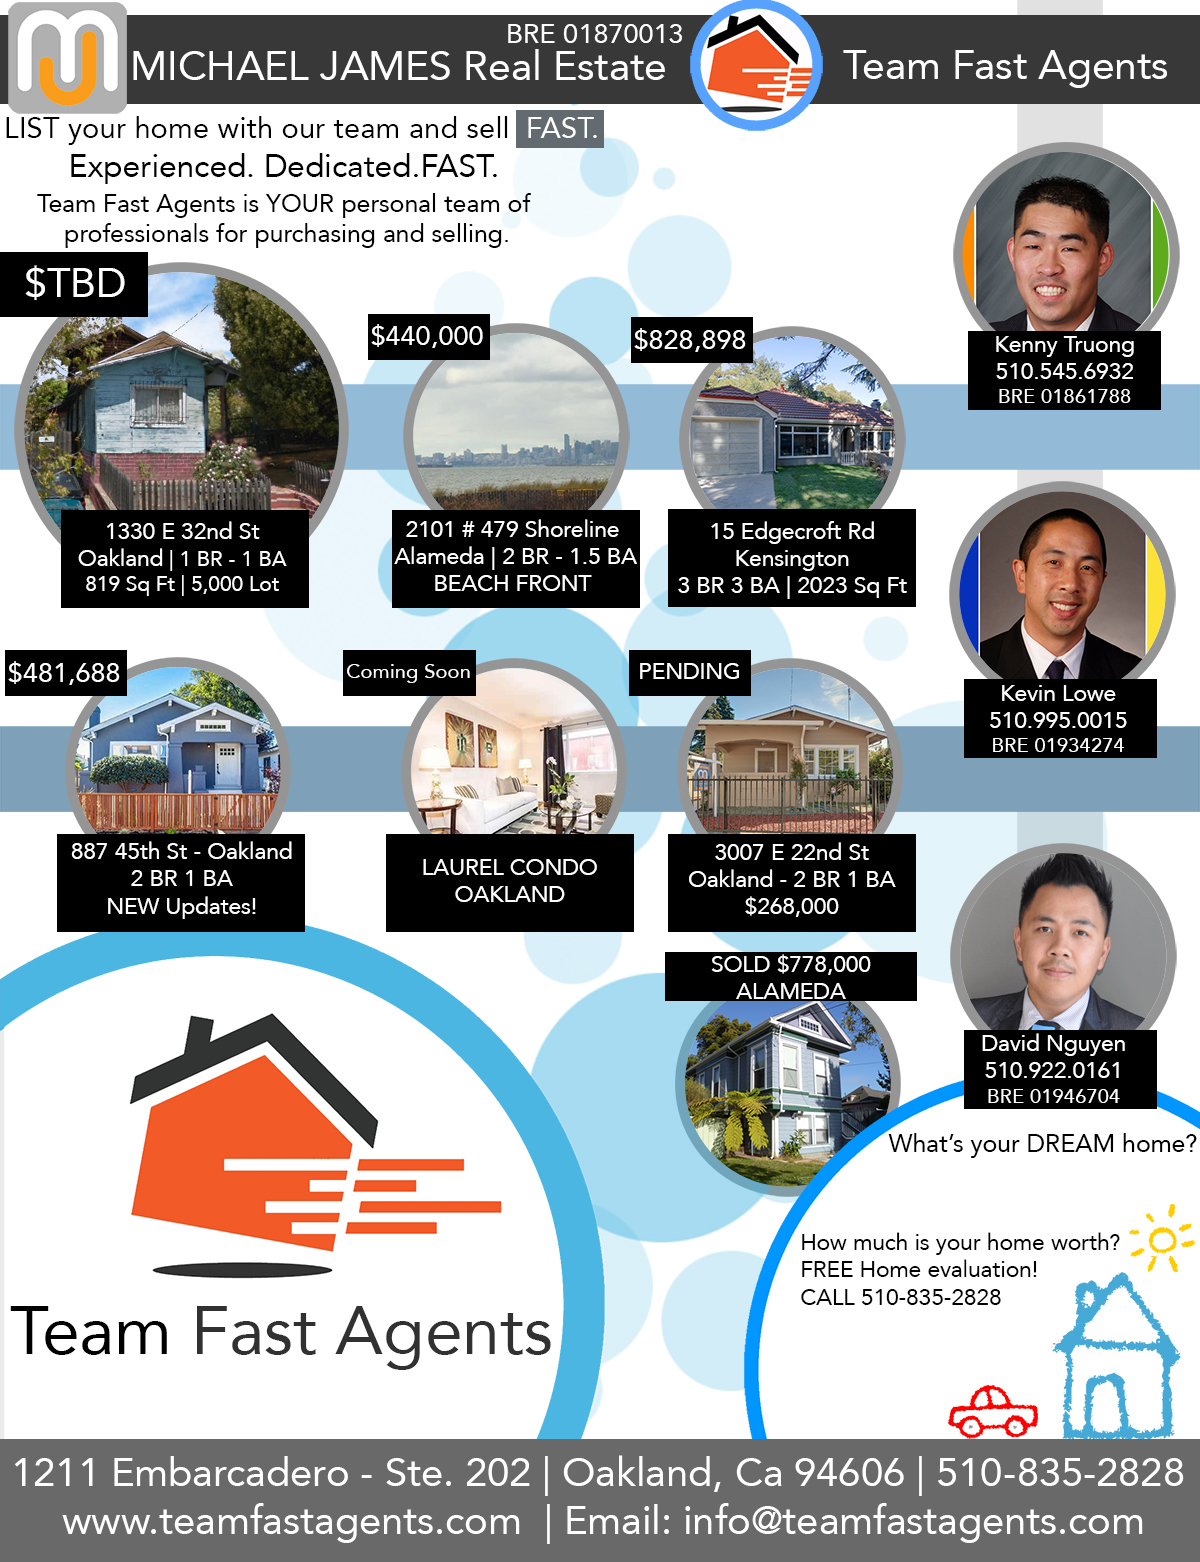 BRE 01870013
MICHAEL JAMES Real Estate
Team Fast Agents
LIST your home with our team and sell FAST.
Experienced. Dedicated.FAST.
Team Fast Agents is YOUR personal team of
professionals for purchasing and selling.
$TBD
1330 E 32nd St
Oakland | 1 BR - 1 BA
819 Sq Ft | 5,000 Lot
$440,000
2101 # 479 Shoreline
Alameda | 2 BR - 1.5 BA
BEACH FRONT
$828,898
15 Edgecroft Rd
Kensington
3 BR 3 BA | 2023 Sq Ft
Kenny Truong
510.545.6932
BRE 01861788
$481,688
887 45th St - Oakland
2 BR 1 BA
NEW Updates!
Coming Soon
LAUREL CONDO
OAKLAND
PENDING
3007 E 22nd St
Oakland - 2 BR 1 BA
$268,000
Kevin Lowe
510.995.0015
BRE 01934274
SOLD $778,000
ALAMEDA
David Nguyen
510.922.0161
BRE 01946704
What's your DREAM home?
How much is your home worth?
FREE Home evaluation!
CALL 510-835-2828
Team Fast Agents
1211 Embarcadero - Ste. 202 | Oakland, Ca 94606 | 510-835-2828
www.teamfastagents.com | Email: info@teamfastagents.com